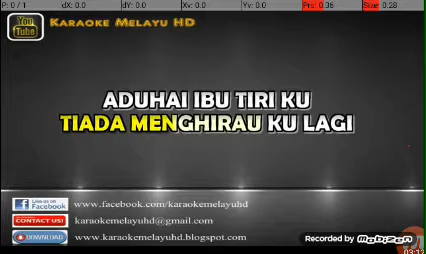 P: 0 / 1 dX: 0.0 dY: 0.0 Xv: 0.0 Yv: 0.0 Prs: 0.36 Size: 0.28
You Tube KARAOKE MELAYU HD
ADUHAI IBU TIRI KU
TIADA MENGHIRAU KU LAGI
Like us on Facebook www.facebook.com/karaokemelayuhd
CONTACT US! karaokemelayuhd@gmail.com
DOWNLOAD www.karaokemelayuhd.blogspot.com
Recorded by Mobizen